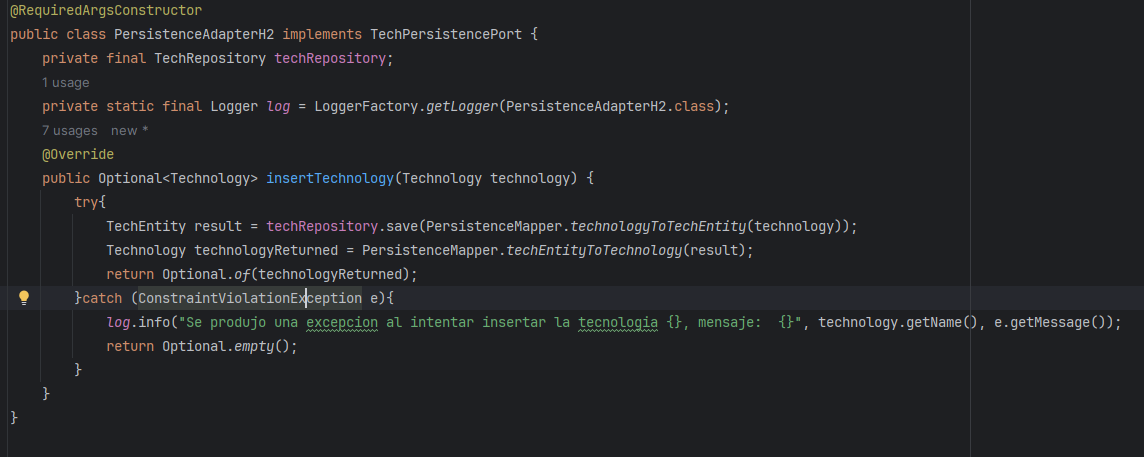 @RequiredArgsConstructor
public class PersistenceAdapterH2 implements TechPersistencePort {
    private final TechRepository techRepository;
    1 usage
    private static final Logger log = LoggerFactory.getLogger(PersistenceAdapterH2.class);
    7 usages   new *
    @Override
    public Optional<Technology> insertTechnology(Technology technology) {
        try{
            TechEntity result = techRepository.save(PersistenceMapper.technologyToTechEntity(technology));
            Technology technologyReturned = PersistenceMapper.techEntityToTechnology(result);
            return Optional.of(technologyReturned);
        }catch (ConstraintViolationException e){
            log.info("Se produjo una excepcion al intentar insertar la tecnologia {}, mensaje:  {}", technology.getName(), e.getMessage());
            return Optional.empty();
        }
    }
}